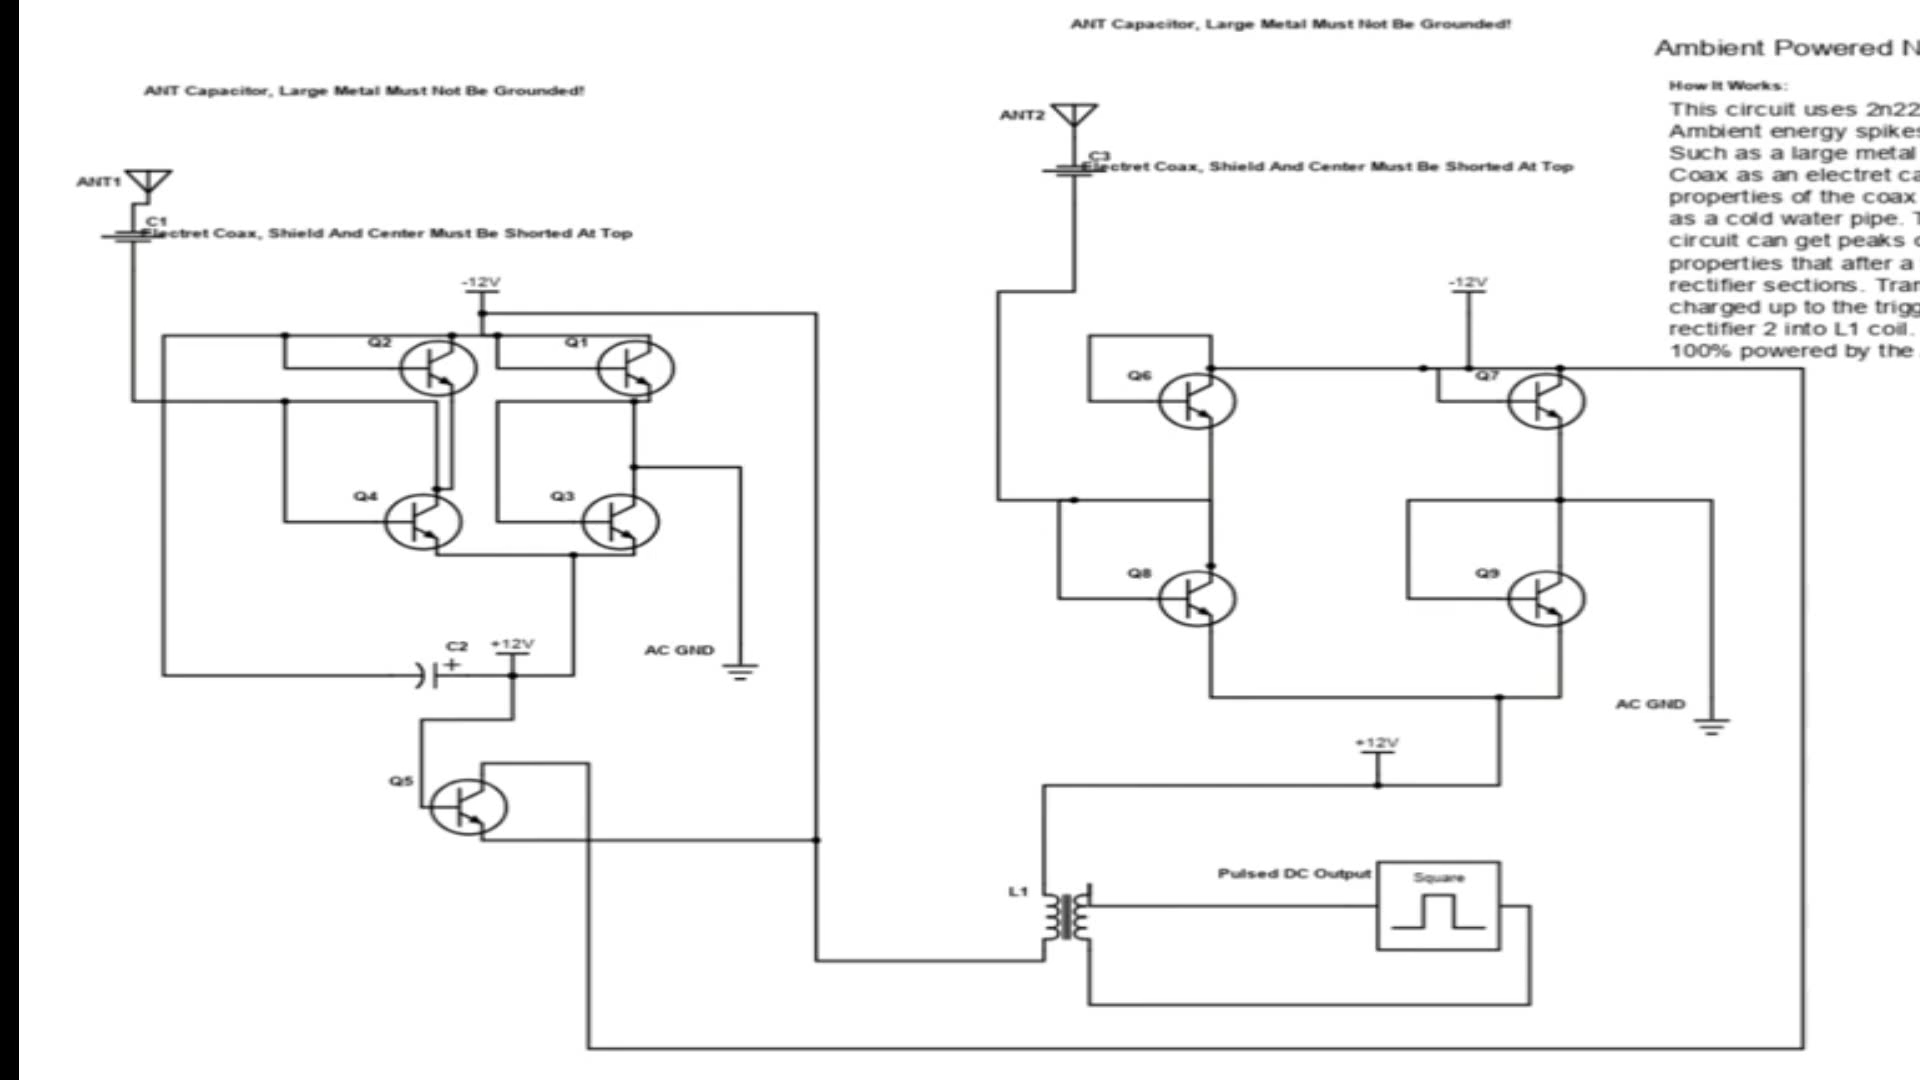 ANT Capacitor, Large Metal Must Not Be Grounded!
Ambient Powered N
ANT Capacitor, Large Metal Must Not Be Grounded!
How It Works:
This circuit uses 2n22
Ambient energy spikes
Such as a large metal
Coax as an electret ca
properties of the coax
as a cold water pipe. T
circuit can get peaks o
properties that after a
rectifier sections. Tran
charged up to the trigg
rectifier 2 into L1 coil.
100% powered by the
ANT2
C3
Electret Coax, Shield And Center Must Be Shorted At Top
ANT1
C1
Electret Coax, Shield And Center Must Be Shorted At Top
-12V
-12V
Q2
Q1
Q6
Q7
Q4
Q3
Q8
Q9
C2
+
+12V
AC GND
AC GND
+12V
Q5
Pulsed DC Output
Square
L1